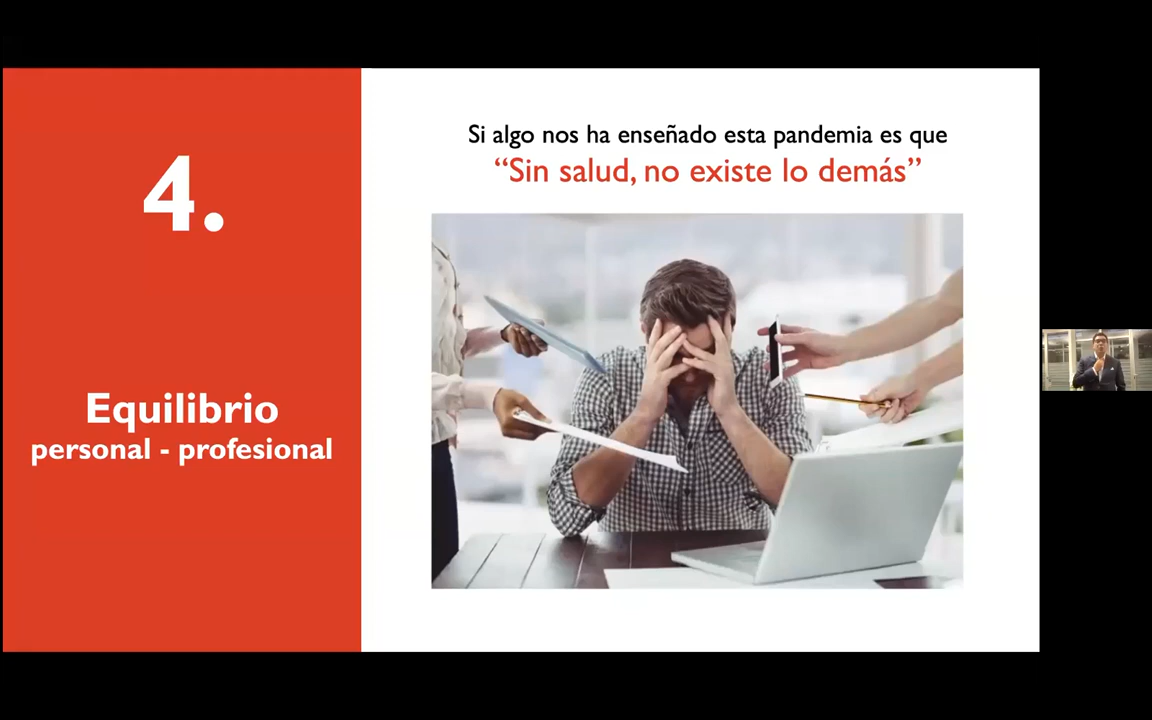 4.
Equilibrio
personal - profesional
Si algo nos ha enseñado esta pandemia es que
“Sin salud, no existe lo demás”